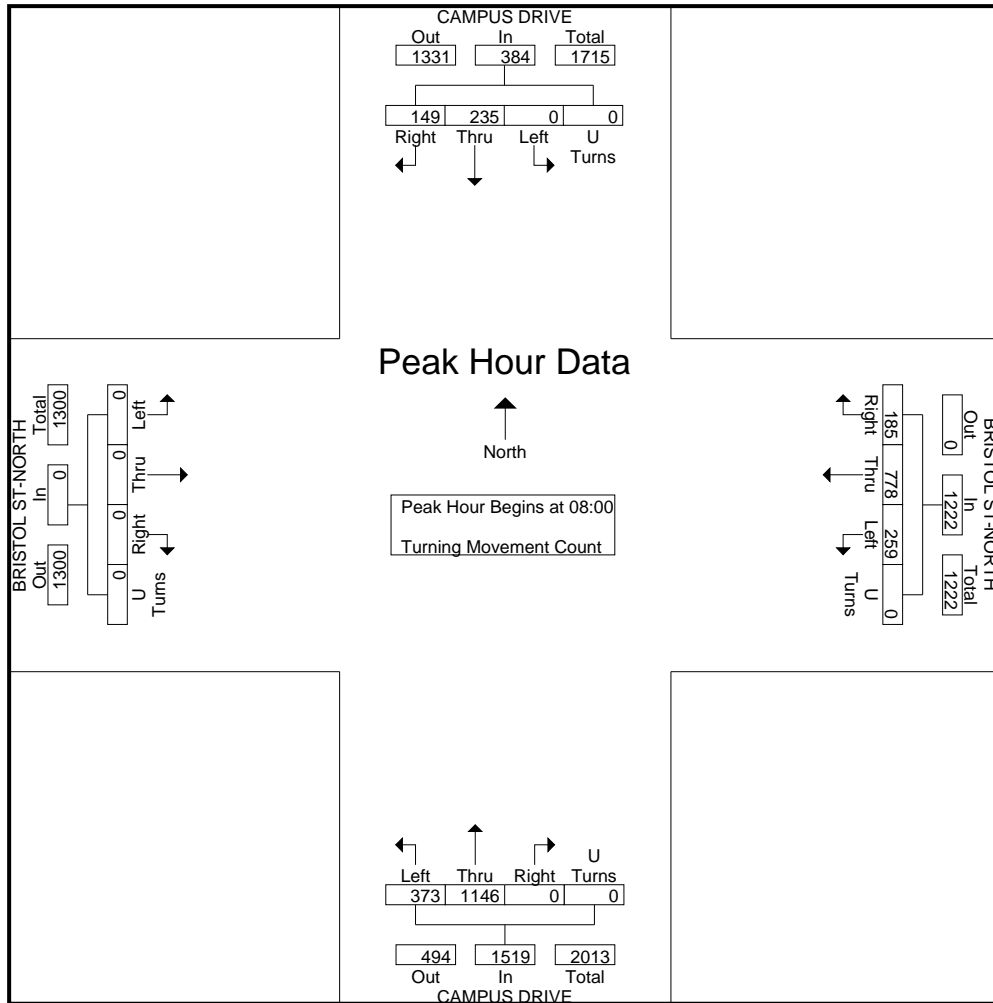 CAMPUS DRIVE
Out In Total
1331 384 1715
149 235 0 0
Right Thru Left U
Turns
Peak Hour Data
North
Peak Hour Begins at 08:00
Turning Movement Count
BRISTOL ST-NORTH
Total In Out
1300 0 1300
0 0 0 0
Left Thru Right U
Turns
BRISTOL ST-NORTH
Out In Total
0 1222 1222
185 778 259 0
Right Thru Left U
Turns
U
Left Thru Right Turns
373 1146 0 0
494 1519 2013
Out In Total
CAMPUS DRIVE